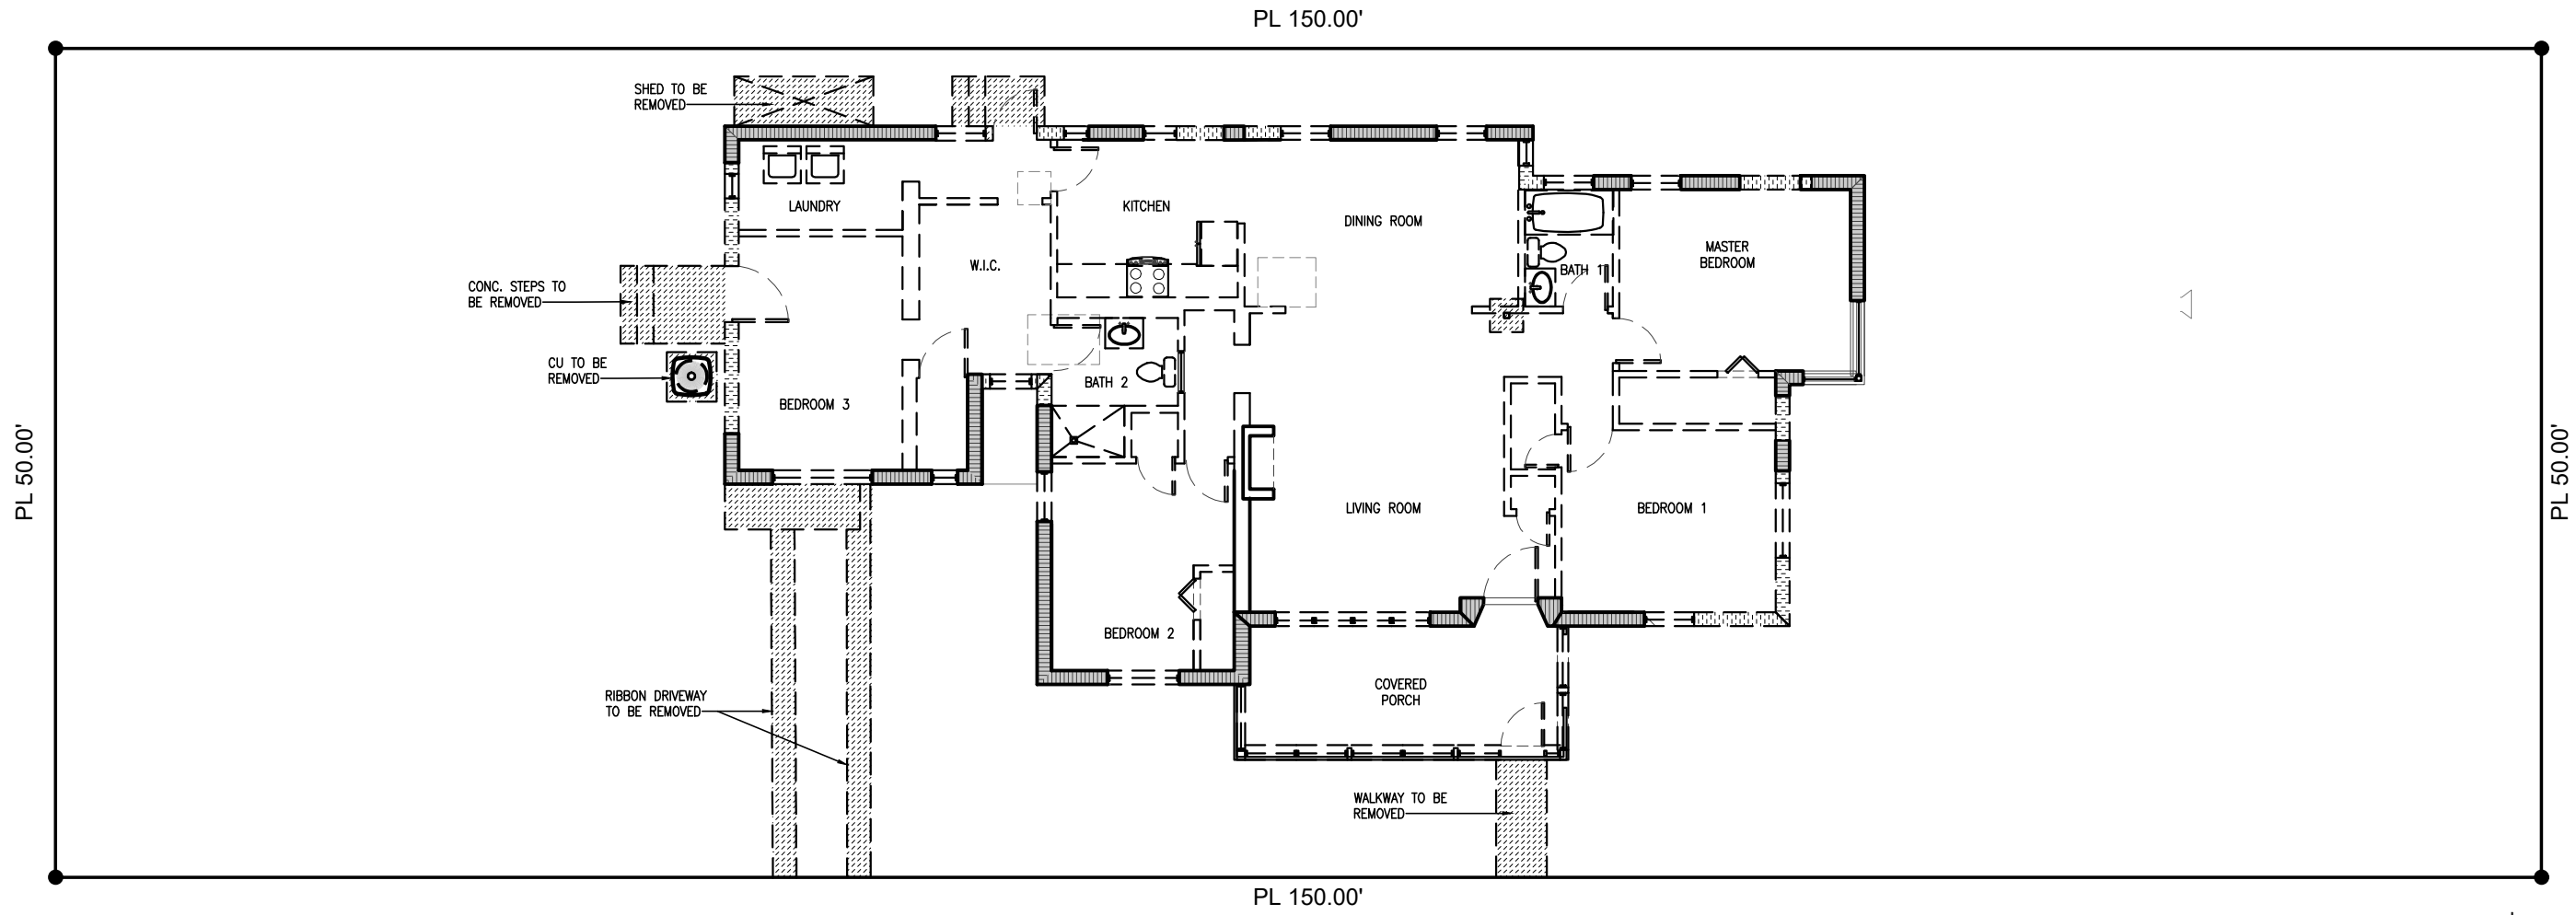 PL 150.00'
SHED TO BE
REMOVED
LAUNDRY
KITCHEN
DINING ROOM
W.I.C.
BATH 1
MASTER
BEDROOM
CONC. STEPS TO
BE REMOVED
CU TO BE
REMOVED
BEDROOM 3
BATH 2
PL 50.00'
PL 50.00'
LIVING ROOM
BEDROOM 1
BEDROOM 2
COVERED
PORCH
RIBBON DRIVEWAY
TO BE REMOVED
WALKWAY TO BE
REMOVED
PL 150.00'